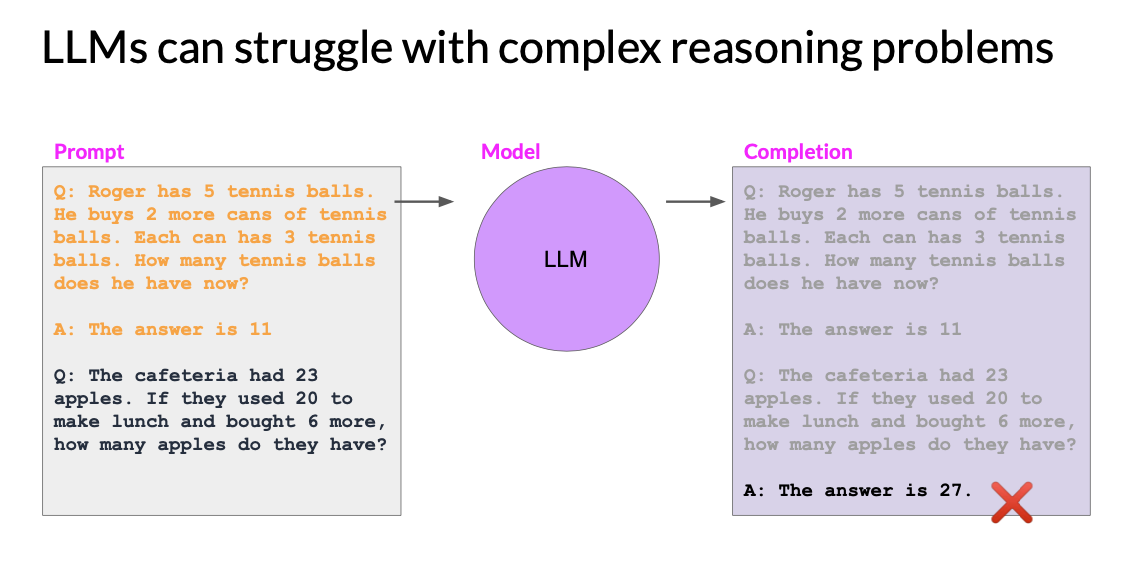 LLMs can struggle with complex reasoning problems
Prompt
Q: Roger has 5 tennis balls.
He buys 2 more cans of tennis
balls. Each can has 3 tennis
balls. How many tennis balls
does he have now?
A: The answer is 11
Q: The cafeteria had 23
apples. If they used 20 to
make lunch and bought 6 more,
how many apples do they have?
Model
LLM
Completion
Q: Roger has 5 tennis balls.
He buys 2 more cans of tennis
balls. Each can has 3 tennis
balls. How many tennis balls
does he have now?
A: The answer is 11
Q: The cafeteria had 23
apples. If they used 20 to
make lunch and bought 6 more,
how many apples do they have?
A: The answer is 27.